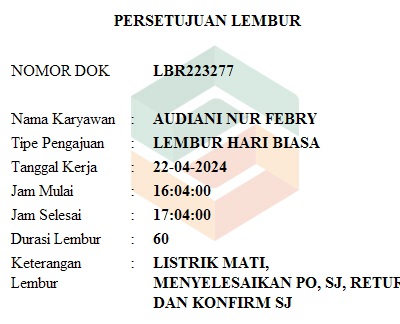 PERSETUJUAN LEMBUR
NOMOR DOK LBR223277
Nama Karyawan : AUDIANI NUR FEBRY
Tipe Pengajuan : LEMBUR HARI BIASA
Tanggal Kerja : 22-04-2024
Jam Mulai : 16:04:00
Jam Selesai : 17:04:00
Durasi Lembur : 60
Keterangan : LISTRIK MATI,
Lembur MENYELESAIKAN PO, SJ, RETUR
DAN KONFIRM SJ